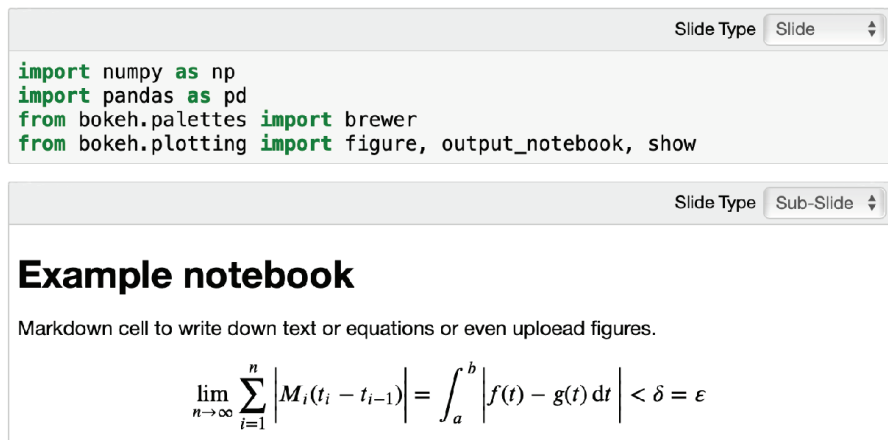 Slide Type Slide
import numpy as np
import pandas as pd
from bokeh.palettes import brewer
from bokeh.plotting import figure, output_notebook, show
Slide Type Sub-Slide
Example notebook
Markdown cell to write down text or equations or even uploead figures.
lim n→∞ ∑ i=1 n |M_i(t_i − t_{i−1})| = ∫_a^b |f(t) − g(t) dt| < δ = ε